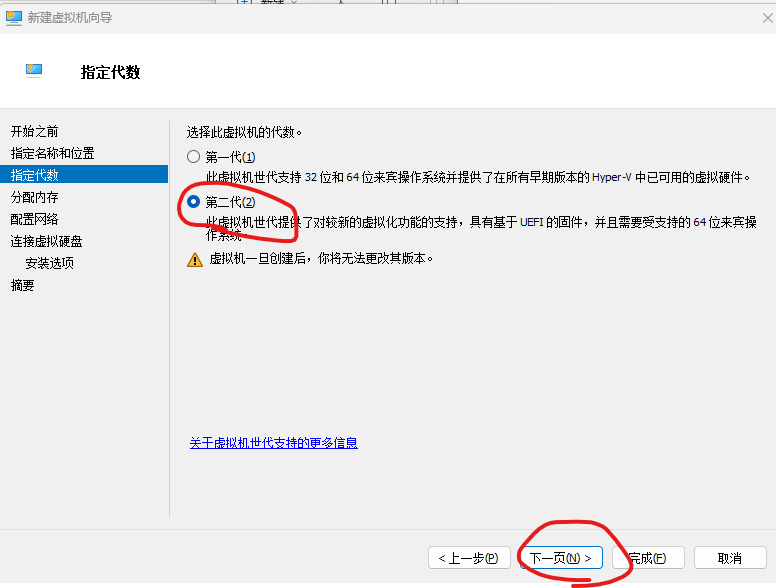 新建虚拟机向导
指定代数
开始之前
指定名称和位置
指定代数
分配内存
配置网络
连接虚拟硬盘
安装选项
摘要
选择此虚拟机的代数。
第一代(1)
此虚拟机世代支持 32 位和 64 位来宾操作系统并提供了在所有早期版本的 Hyper-V 中已可用的虚拟硬件。
第二代(2)
此虚拟机世代提供了对较新的虚拟化功能的支持，具有基于 UEFI 的固件，并且需要受支持的 64 位来宾操
作系统。
虚拟机一旦创建后，你将无法更改其版本。
关于虚拟机世代支持的更多信息
< 上一步(P)
下一页(N) >
完成(F)
取消